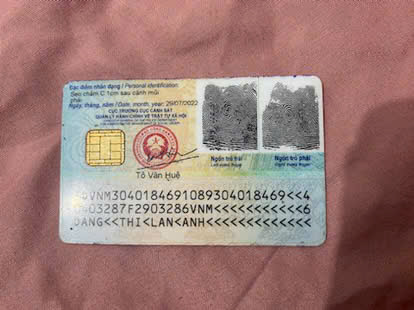 Đặc điểm nhân dạng / Personal identification:
Sẹo chấm C 1cm sau cánh mũi
phải
Ngày, tháng, năm / Date, month, year: 29/07/2022
CỤC TRƯỞNG CỤC CẢNH SÁT
QUẢN LÝ HÀNH CHÍNH VỀ TRẬT TỰ XÃ HỘI
Tô Văn Huệ
Ngón trỏ trái
Left index finger
Ngón trỏ phải
Right index finger
VNM3040184691089304018469<<4
03287F2903286VNM<<<<<<<<<<<6
DANG<<THI<LAN<ANH<<<<<<<<<<<<<